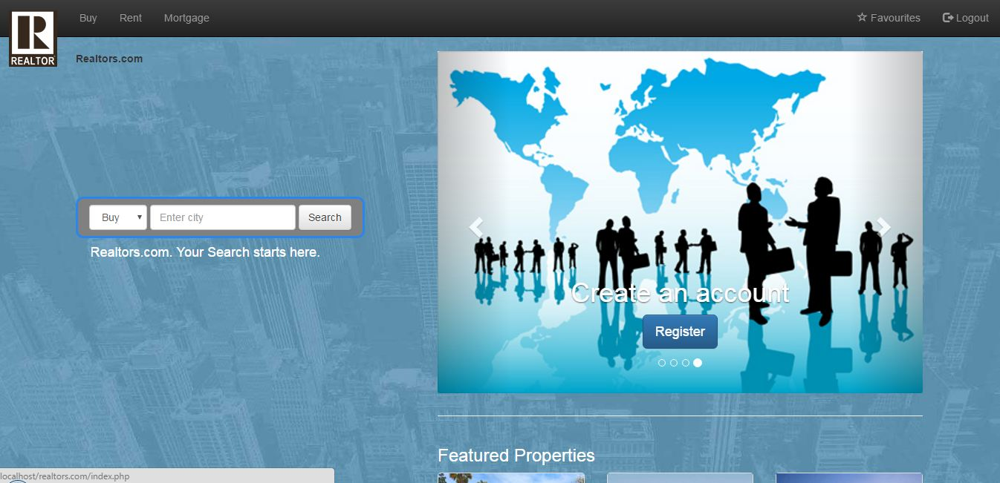 Buy Rent Mortgage Favourites Logout
R
REALTOR
Realtors.com
Buy Enter city Search
Realtors.com. Your Search starts here.
Create an account
Register
Featured Properties
localhost/realtors.com/index.php